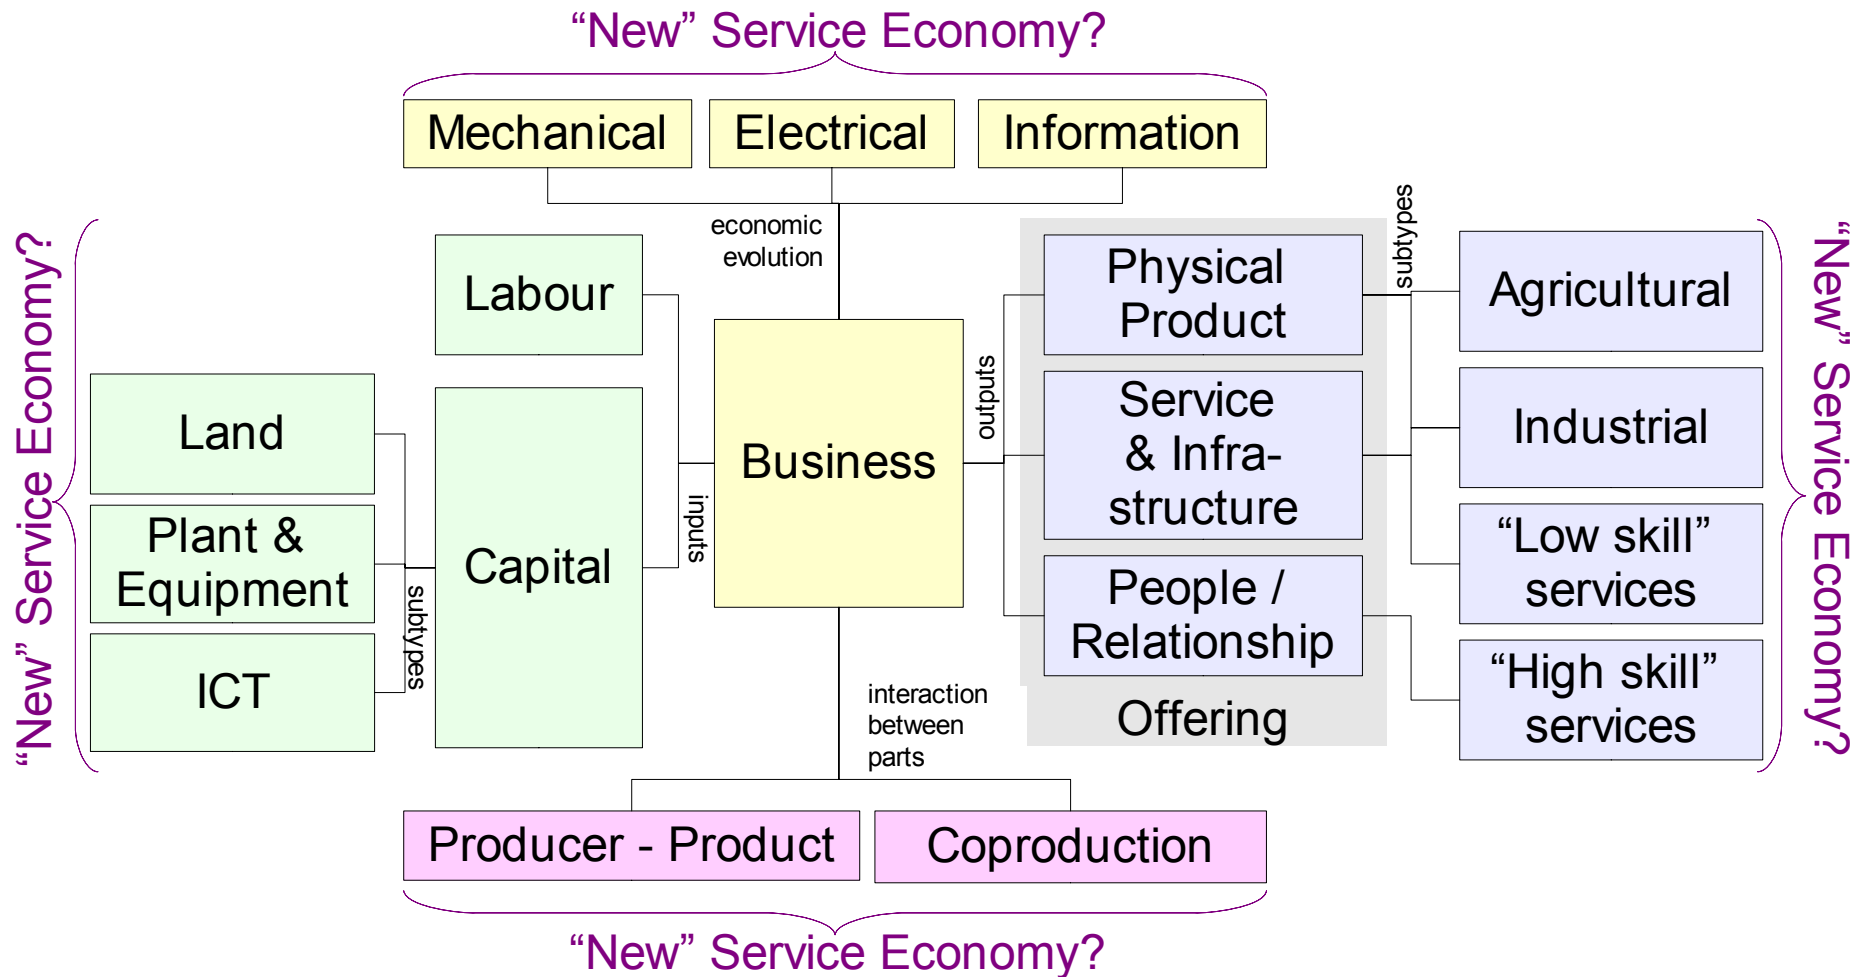 “New” Service Economy?
Mechanical
Electrical
Information
economic
evolution
“New” Service Economy?
Labour
Land
Plant &
Equipment
ICT
subtypes
Capital
inputs
Business
outputs
Physical
Product
Service
& Infra-
structure
People /
Relationship
Offering
subtypes
Agricultural
Industrial
“Low skill”
services
“High skill”
services
“New” Service Economy?
interaction
between
parts
Producer - Product
Coproduction
“New” Service Economy?